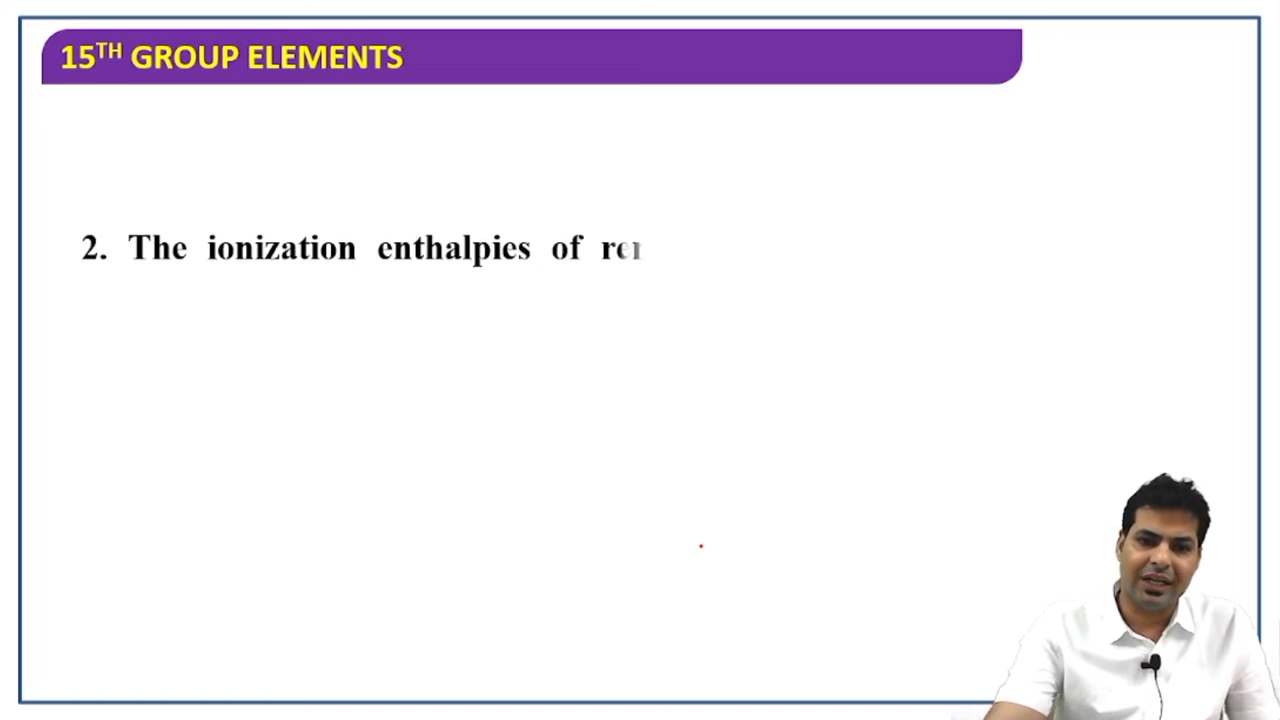 15TH GROUP ELEMENTS
2. The ionization enthalpies of